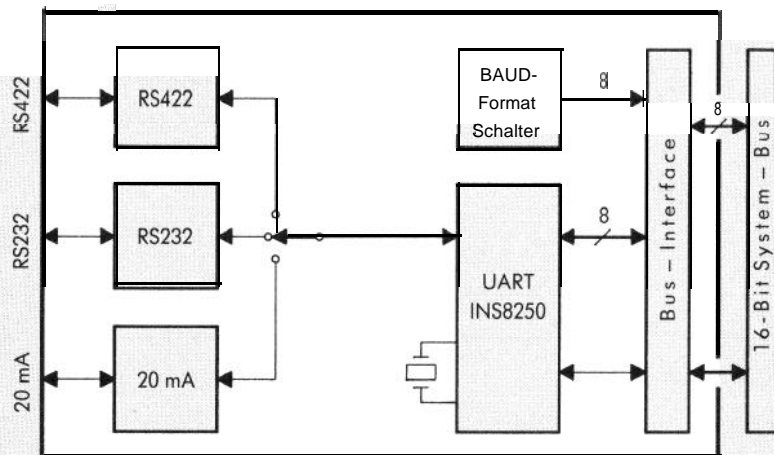 RS422
RS422
BAUD-
Format
Schalter
8
8
RS232
RS232
8
UART
INS8250
20 mA
20 mA
Bus – Interface
16-Bit System – Bus